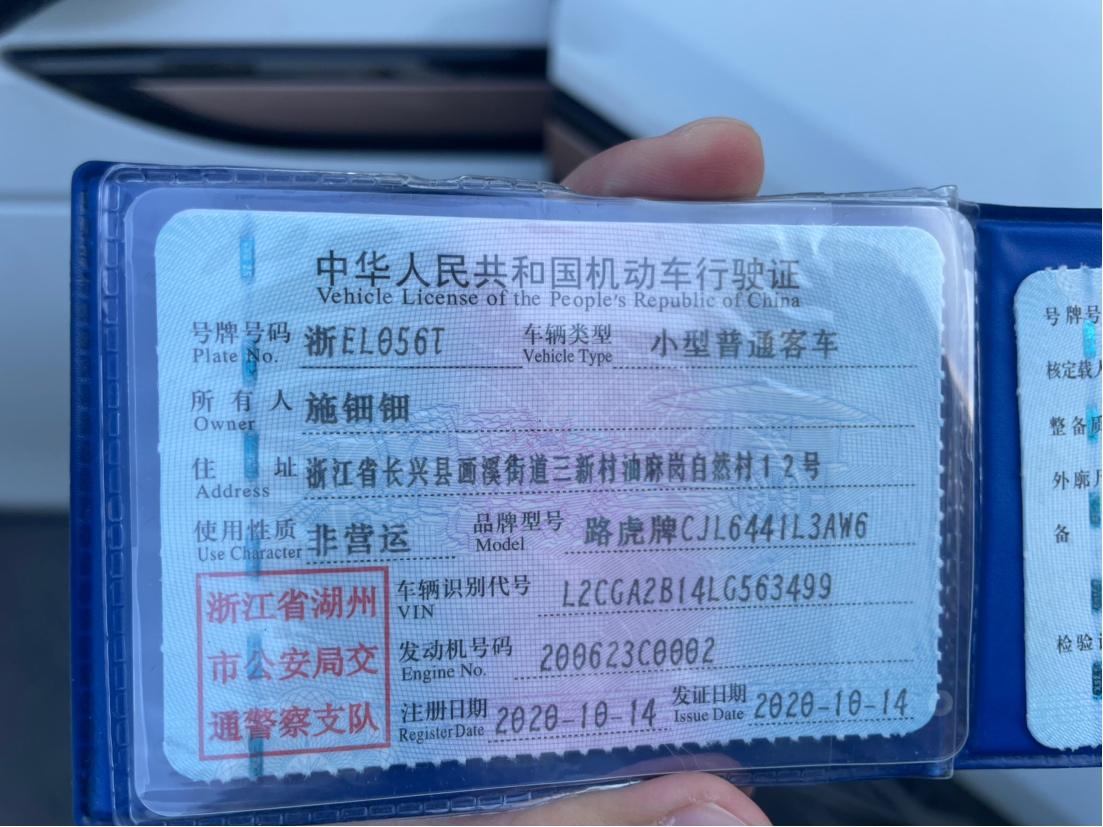 中华人民共和国机动车行驶证
Vehicle License of the People's Republic of China
号牌号码 浙EL056T 车辆类型 小型普通客车
Plate No. Vehicle Type
所有人 施钿钿
Owner
住址 浙江省长兴县画溪街道三新村油麻岗自然村12号
Address
使用性质 非营运 品牌型号 路虎牌CJL6441L3AW6
Use Character Model
浙江省湖州
市公安局交
通警察支队
车辆识别代号 L2CGA2B14LG563499
VIN
发动机号码 200623C0002
Engine No.
注册日期 2020-10-14 发证日期 2020-10-14
Register Date Issue Date
号牌号
核定载人
整备质
外廓尺
备
检验记